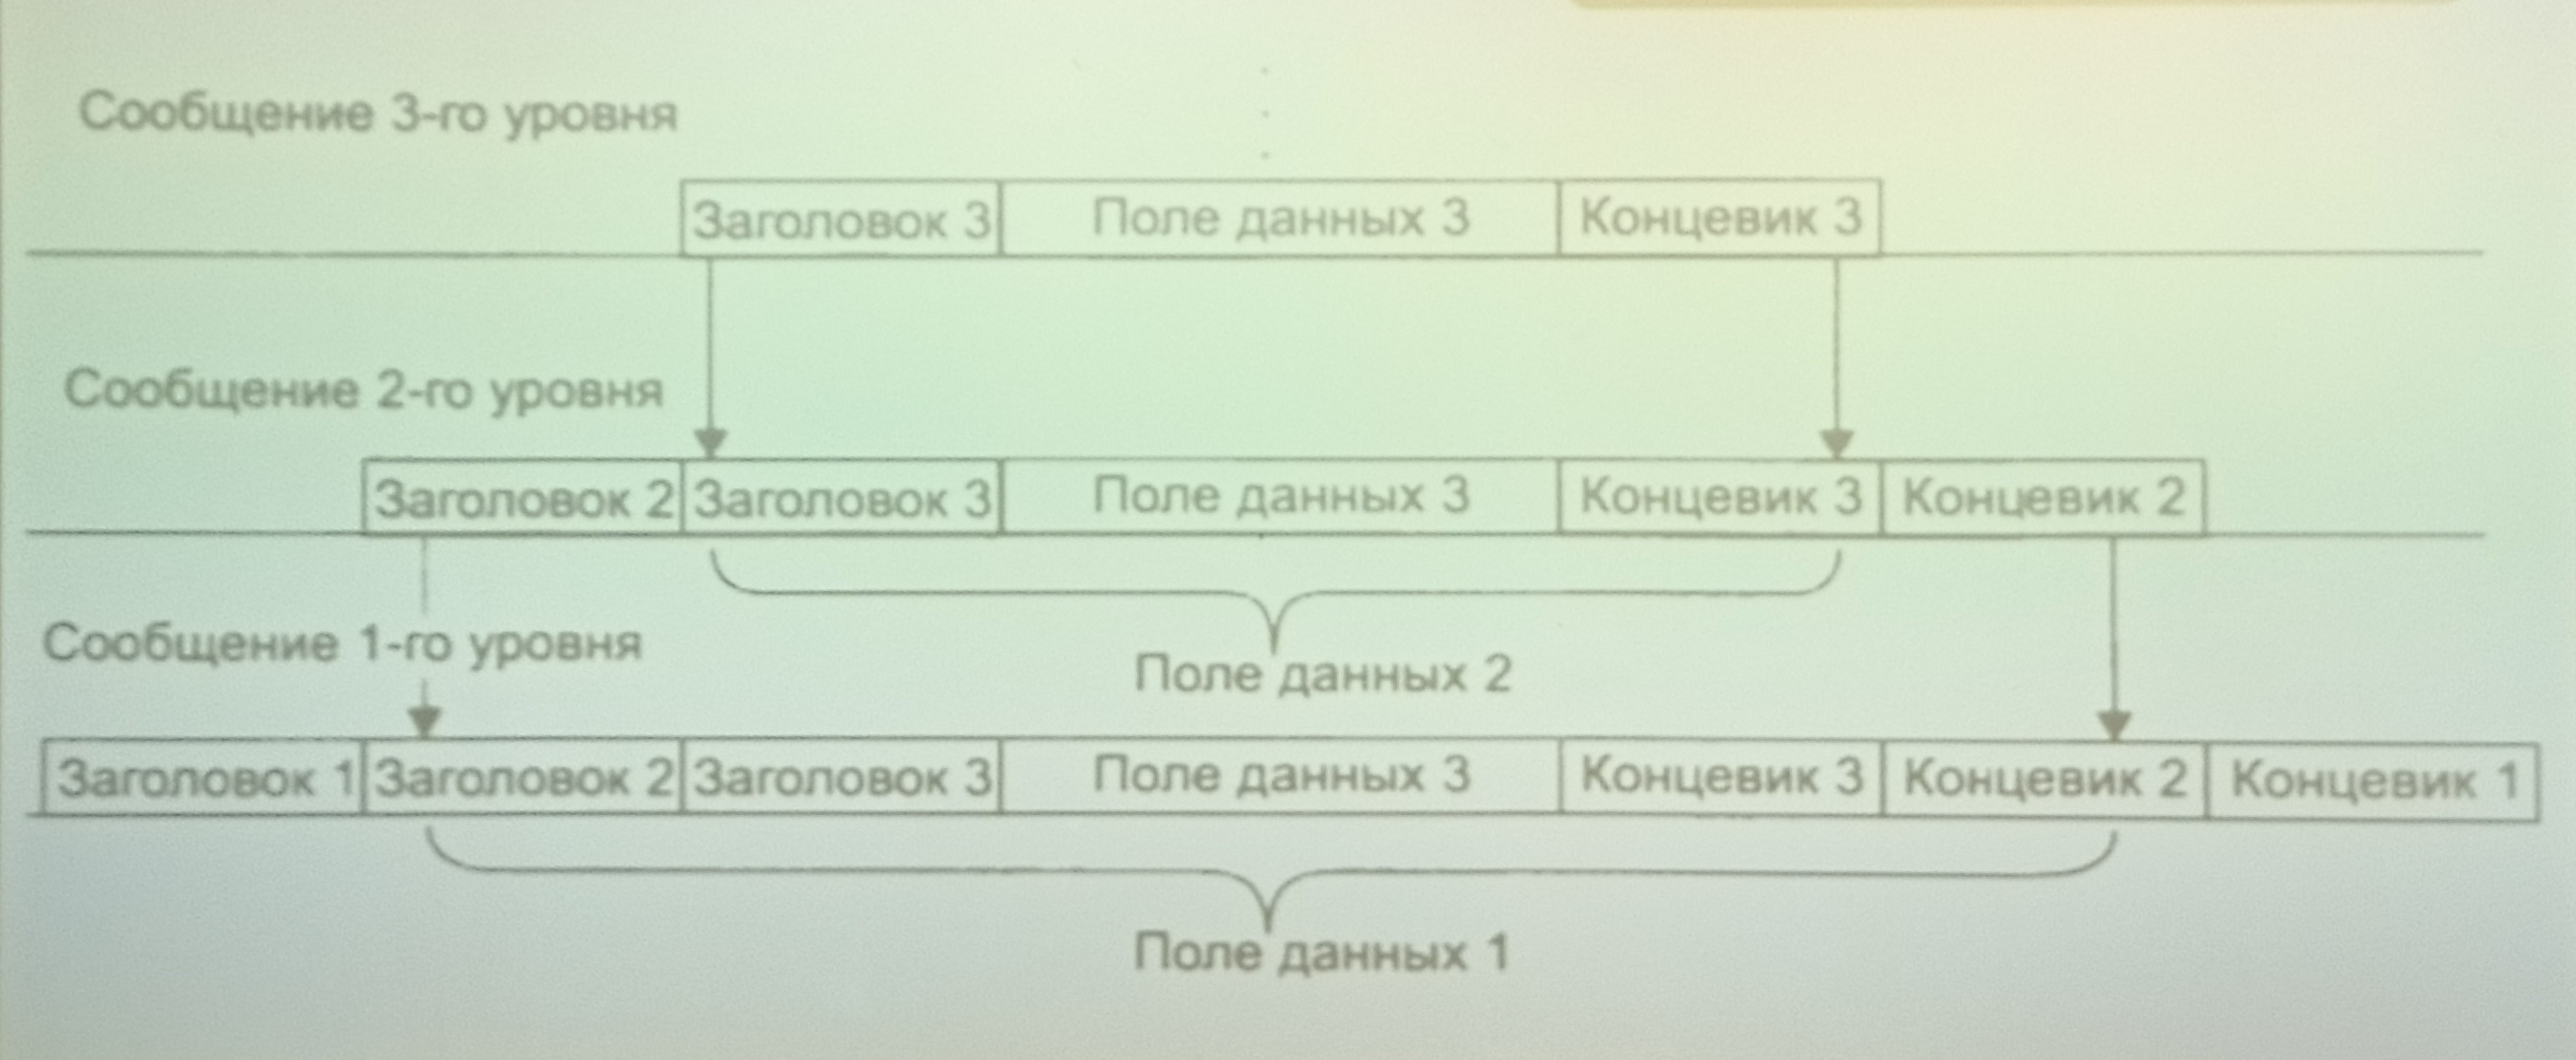 Сообщение 3-го уровня
Заголовок 3 Поле данных 3 Концевик 3
Сообщение 2-го уровня
Заголовок 2 Заголовок 3 Поле данных 3 Концевик 3 Концевик 2
Сообщение 1-го уровня
Поле данных 2
Заголовок 1 Заголовок 2 Заголовок 3 Поле данных 3 Концевик 3 Концевик 2 Концевик 1
Поле данных 1